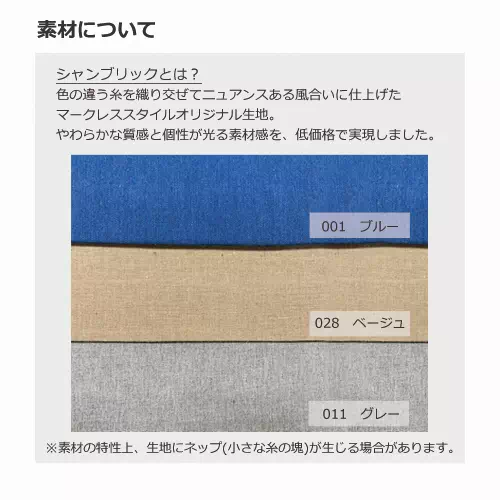 素材について
シャンブリックとは？
色の違う糸を織り交ぜてニュアンスある風合いに仕上げた
マークレススタイルオリジナル生地。
やわらかな質感と個性が光る素材感を、低価格で実現しました。
001　ブルー
028　ベージュ
011　グレー
※素材の特性上、生地にネップ(小さな糸の塊)が生じる場合があります。